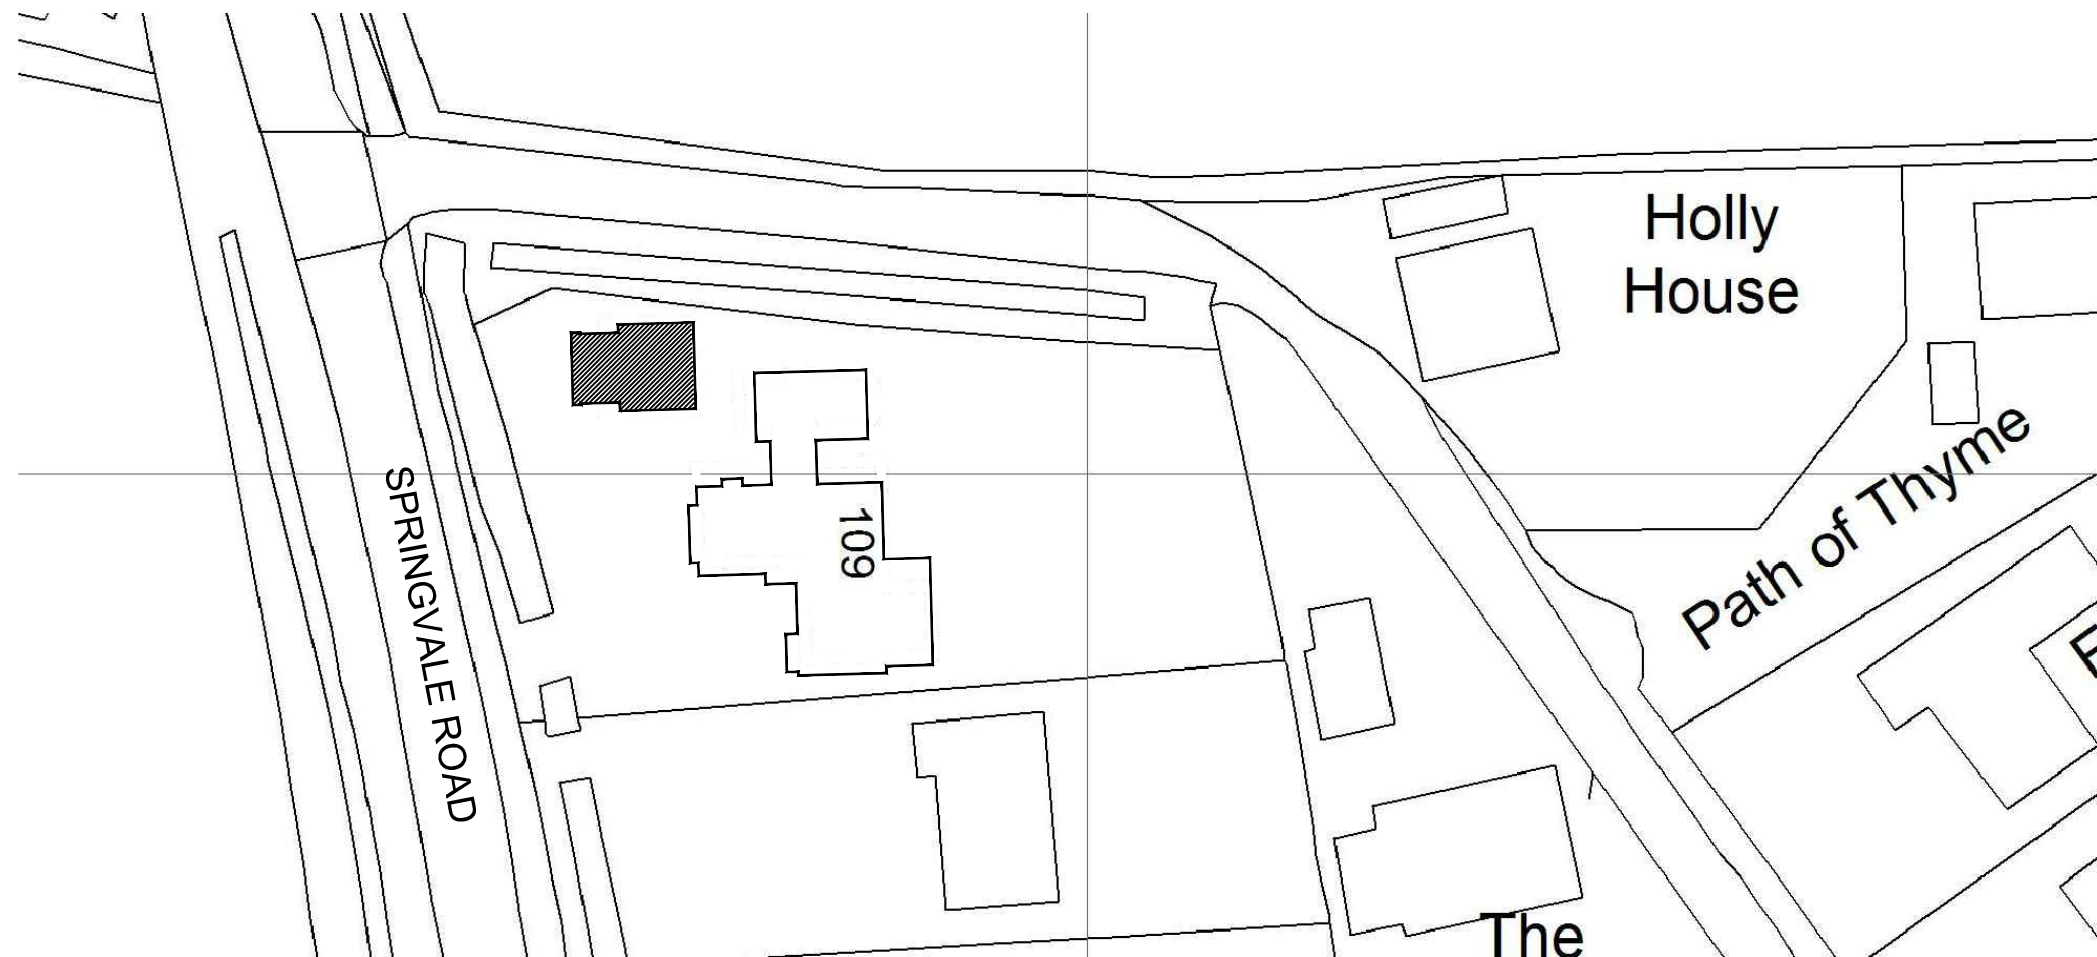 Holly
House
Path of Thyme
SPRINGVALE ROAD
109
The